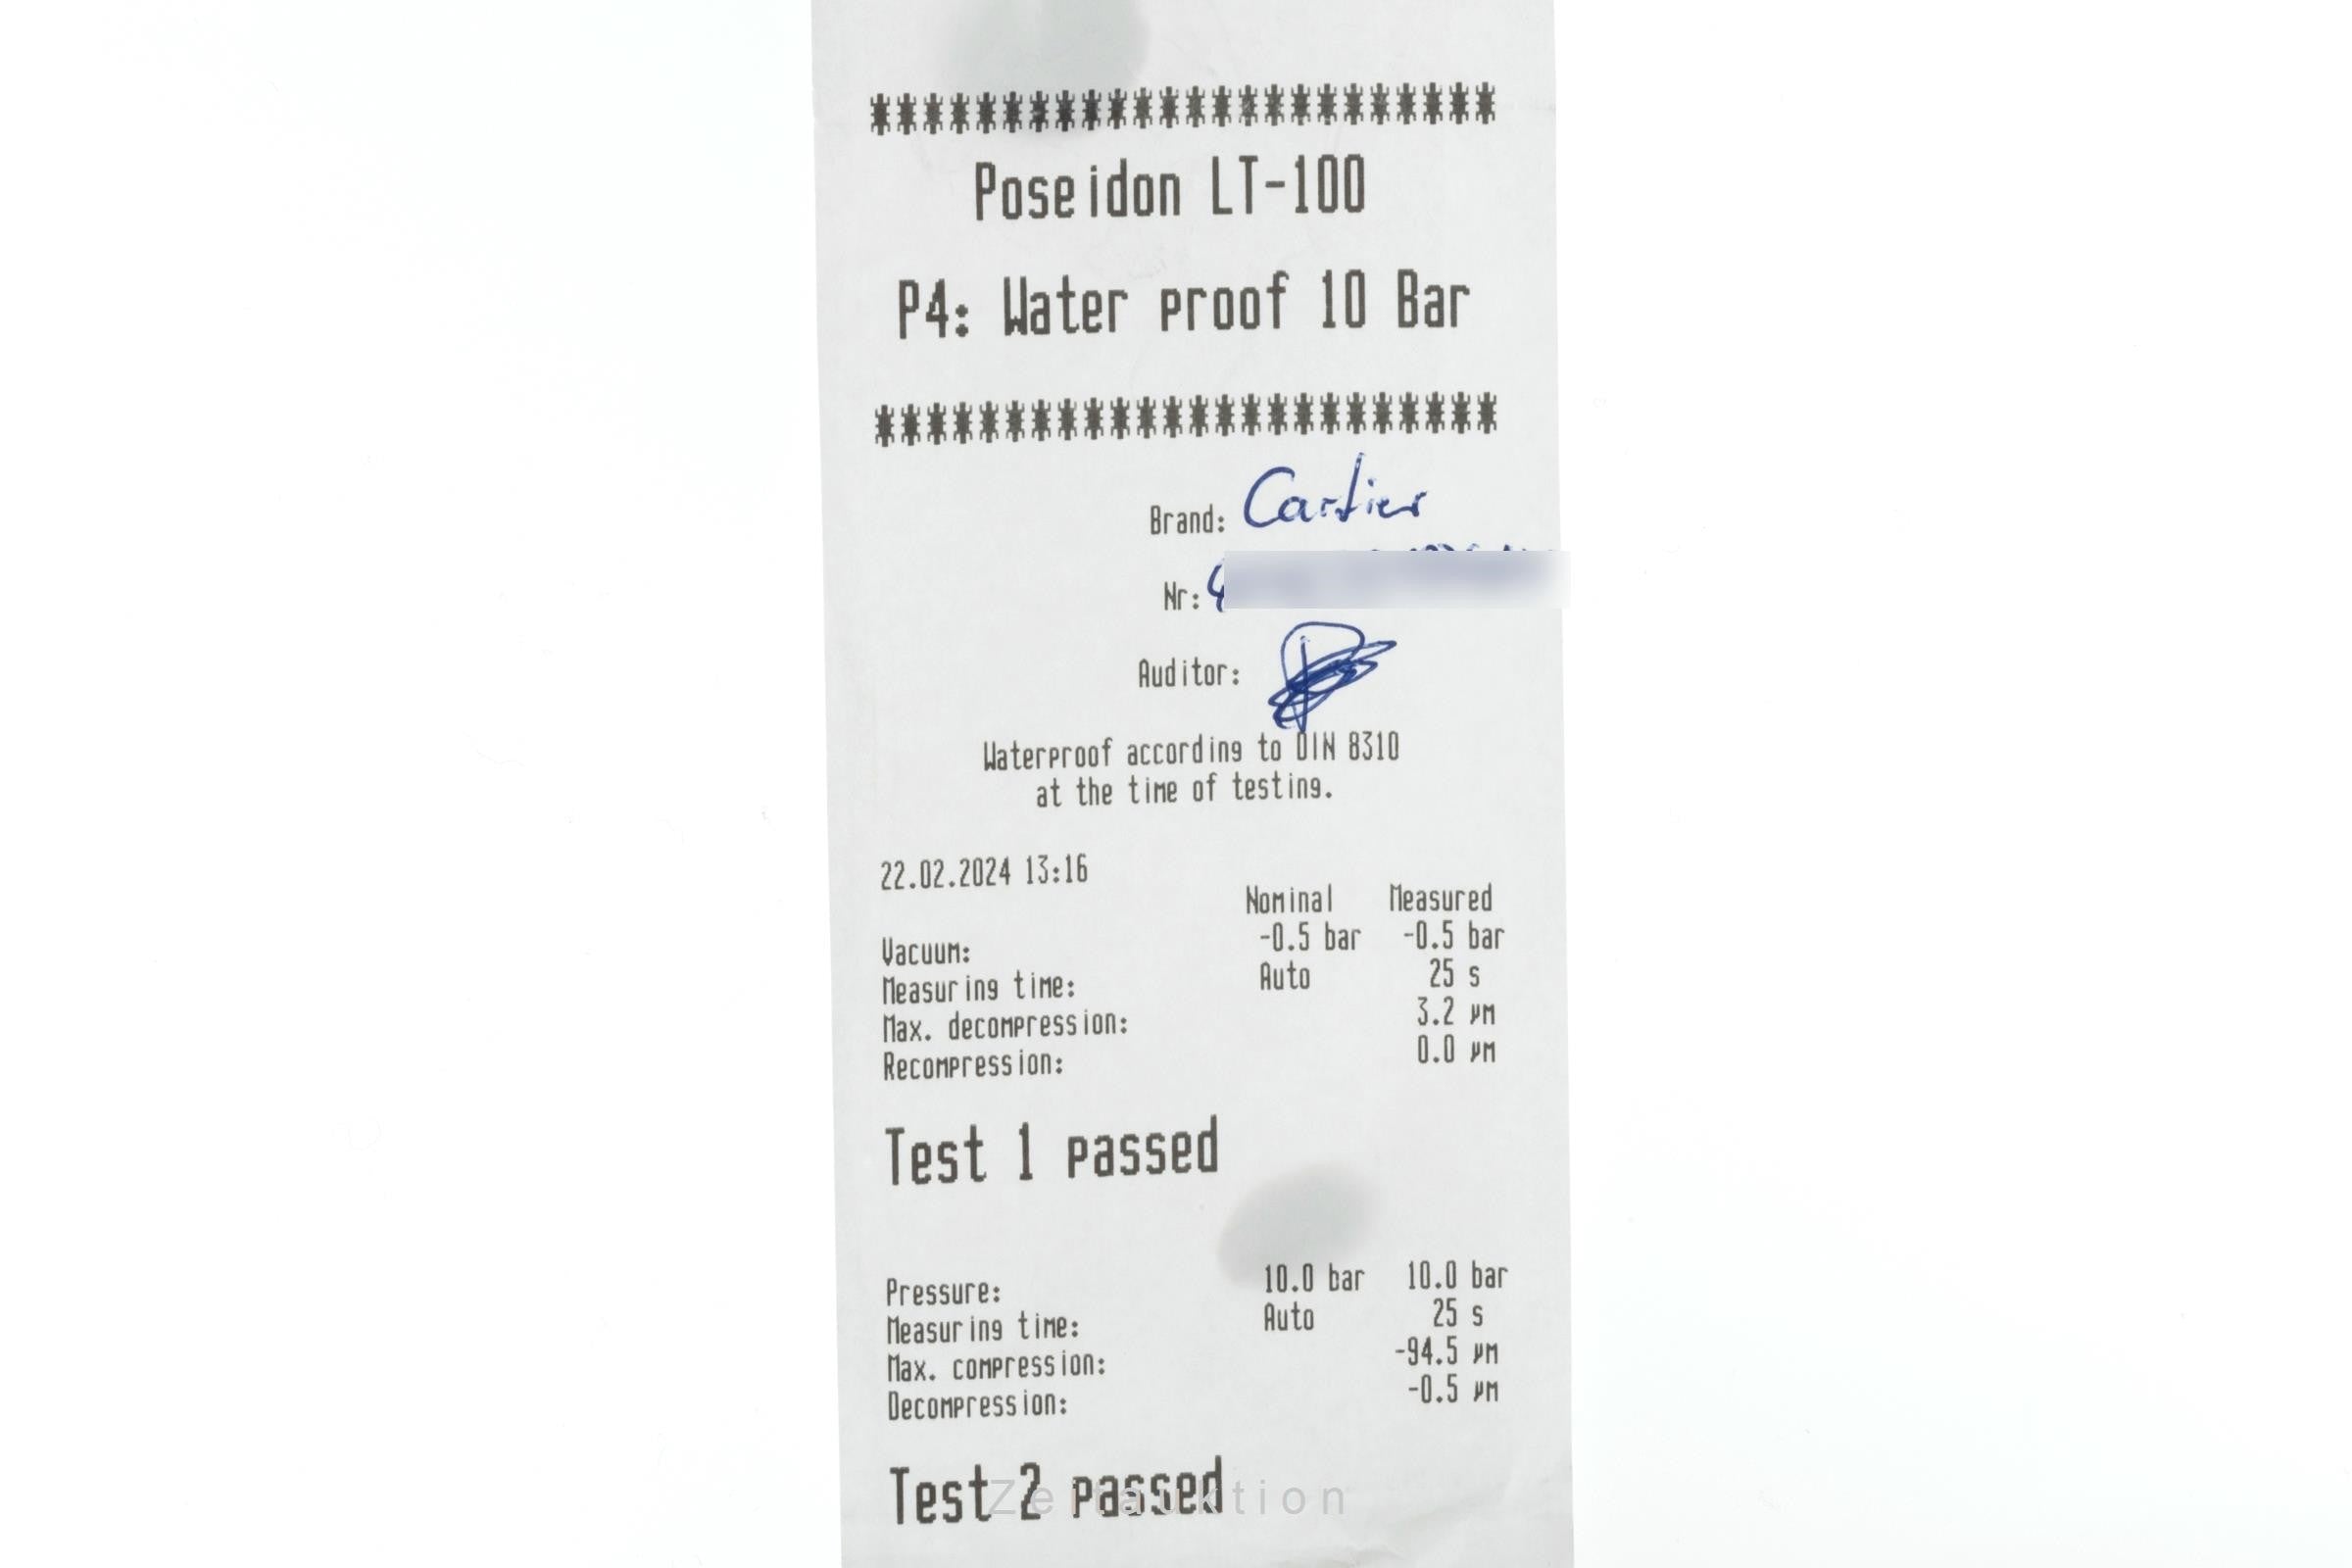 ************************
Poseidon LT-100
P4: Water proof 10 Bar
************************
Brand: Cartier
Nr:
Auditor:
Waterproof according to DIN 8310
at the time of testing.
22.02.2024 13:16
Nominal Measured
Vacuum: -0.5 bar -0.5 bar
Measuring time: Auto 25 s
Max. decompression: 3.2 µm
Recompression: 0.0 µm
Test 1 passed
Pressure: 10.0 bar 10.0 bar
Measuring time: Auto 25 s
Max. compression: -94.5 µm
Decompression: -0.5 µm
Test 2 passed
Zeitauktion